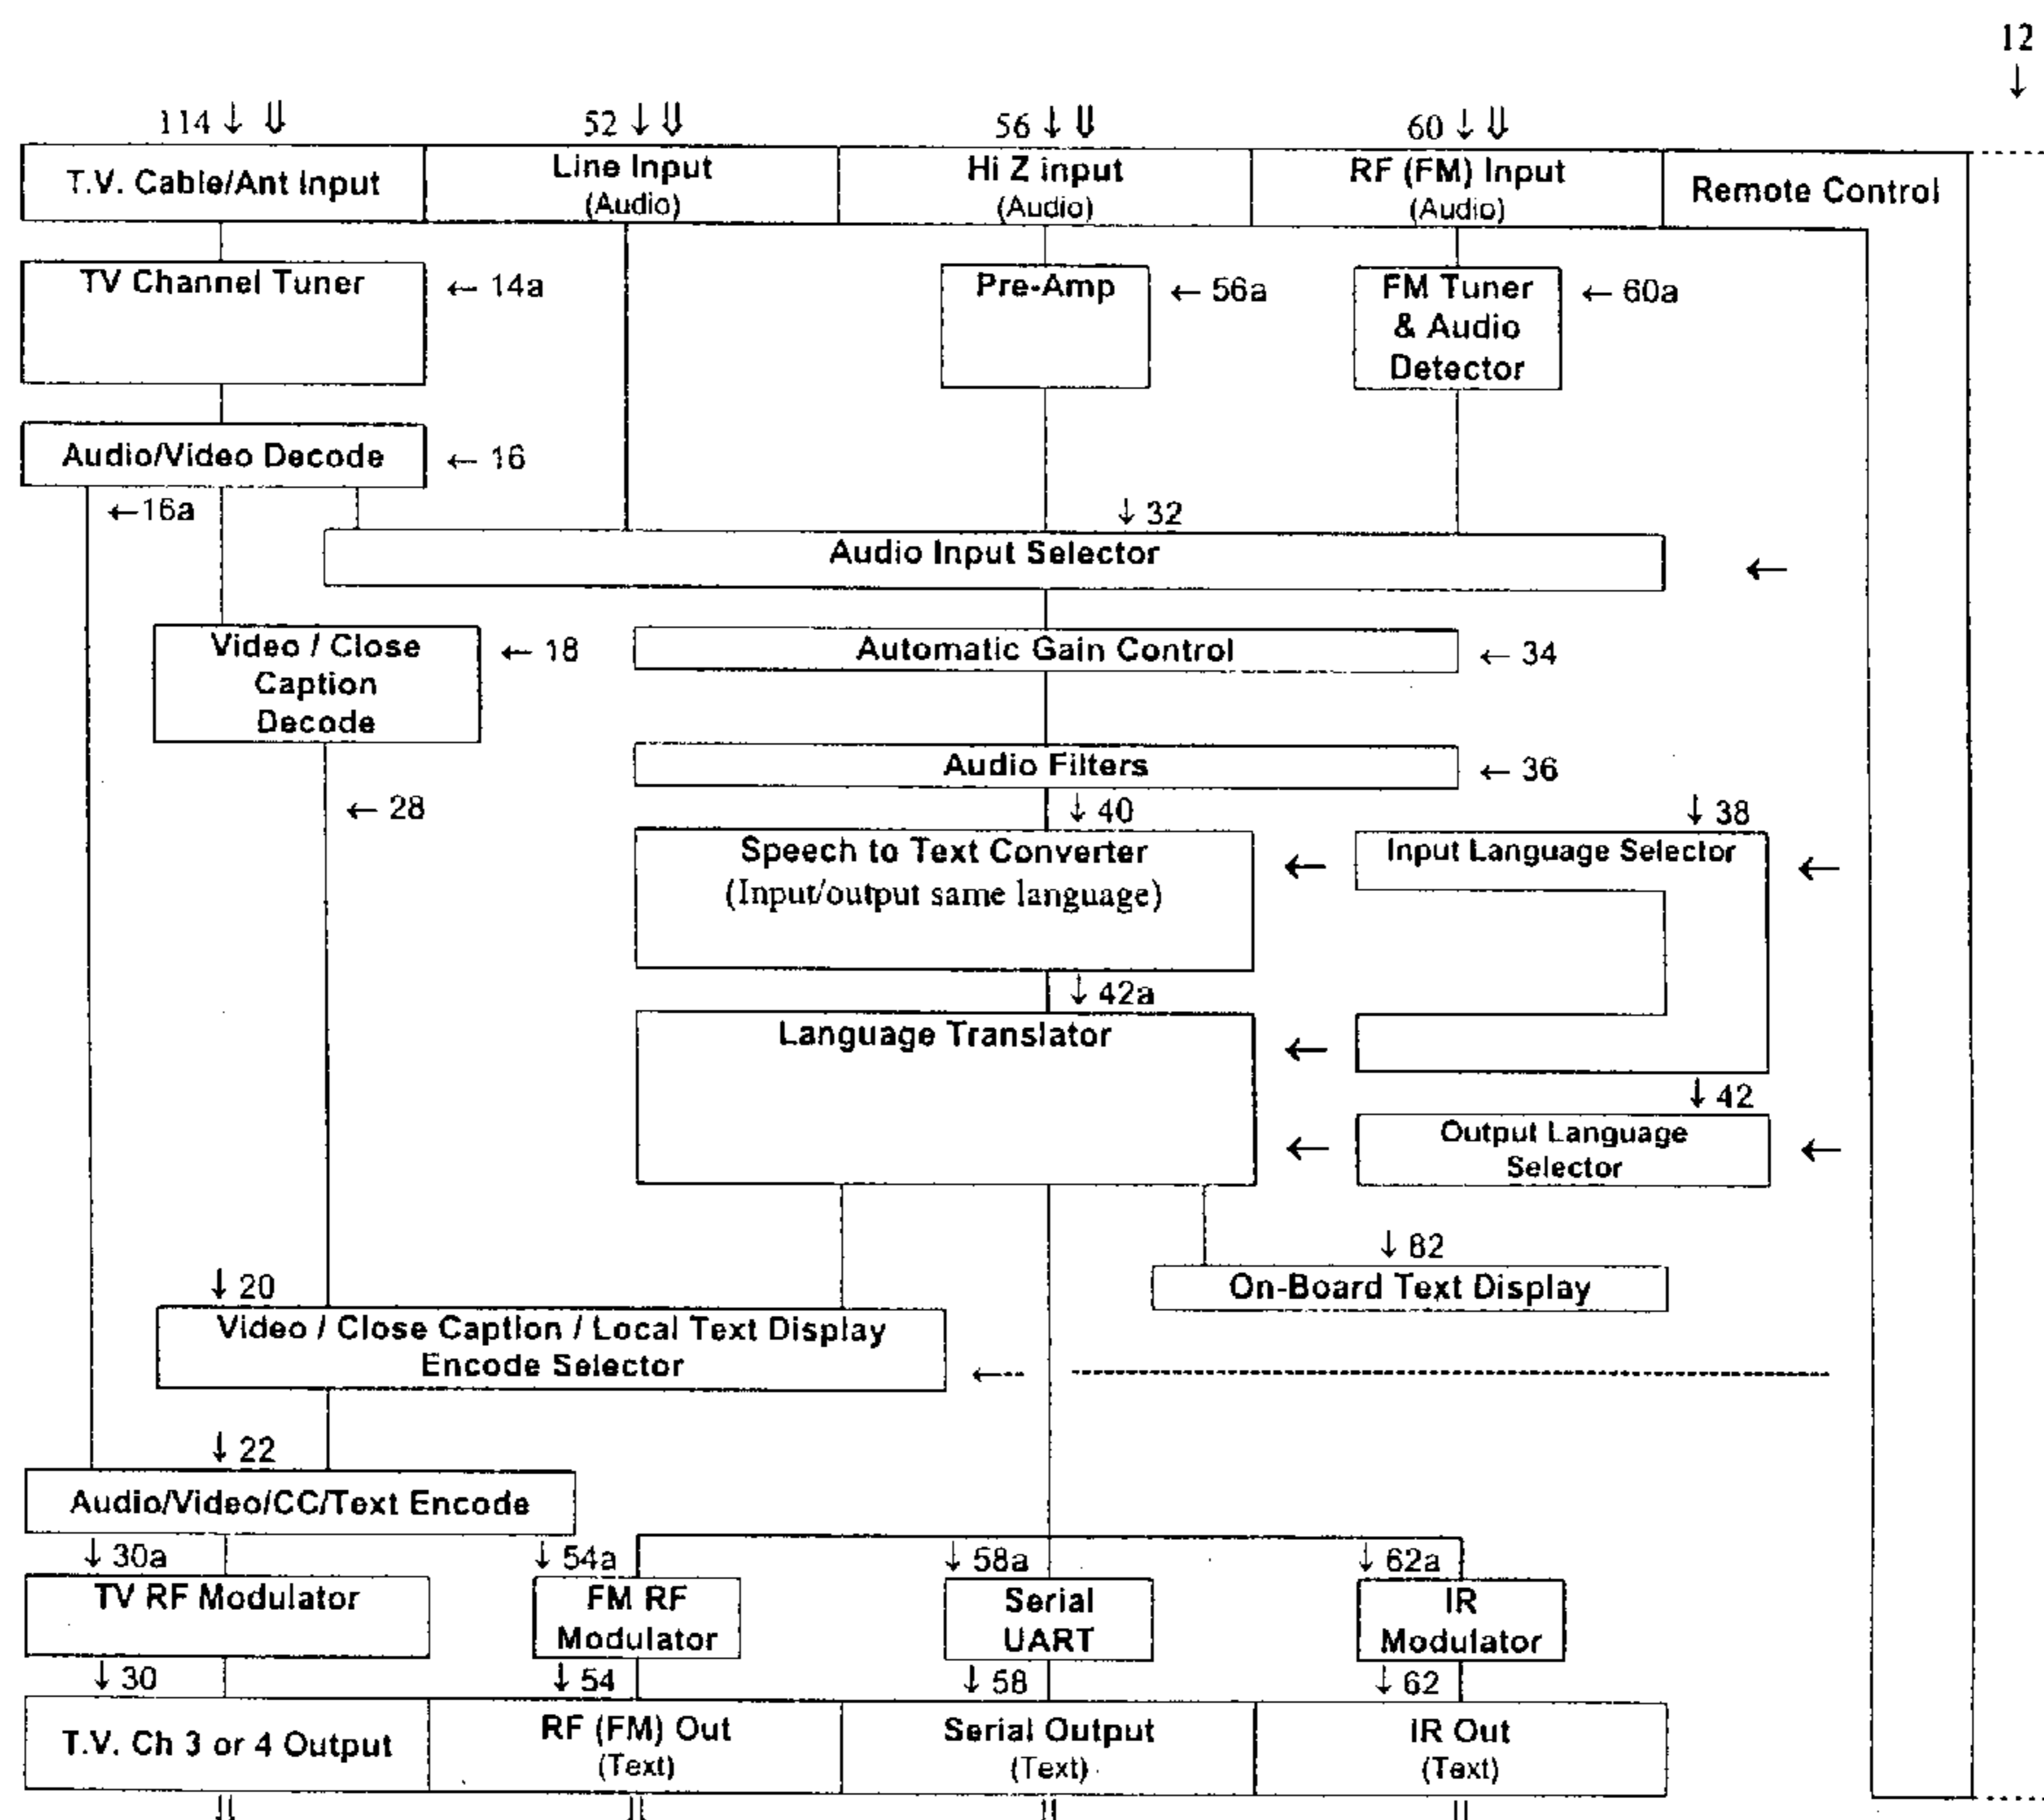 12
↓
114 ↓ ⇓
52 ↓ ⇓
56 ↓ ⇓
60 ↓ ⇓
T.V. Cable/Ant Input
Line Input
(Audio)
Hi Z input
(Audio)
RF (FM) Input
(Audio)
Remote Control
TV Channel Tuner
← 14a
Pre-Amp
← 56a
FM Tuner
& Audio
Detector
← 60a
Audio/Video Decode
← 16
←16a
↓ 32
Audio Input Selector
←
Video / Close
Caption
Decode
← 18
Automatic Gain Control
← 34
Audio Filters
← 36
← 28
↓ 40
↓ 38
Speech to Text Converter
(Input/output same language)
←
Input Language Selector
←
↓ 42a
Language Translator
←
↓ 42
←
Output Language
Selector
←
↓ 82
On-Board Text Display
↓ 20
Video / Close Caption / Local Text Display
Encode Selector
←
↓ 22
Audio/Video/CC/Text Encode
↓ 30a
↓ 54a
↓ 58a
↓ 62a
TV RF Modulator
FM RF
Modulator
Serial
UART
IR
Modulator
↓ 30
↓ 54
↓ 58
↓ 62
T.V. Ch 3 or 4 Output
RF (FM) Out
(Text)
Serial Output
(Text)
IR Out
(Text)